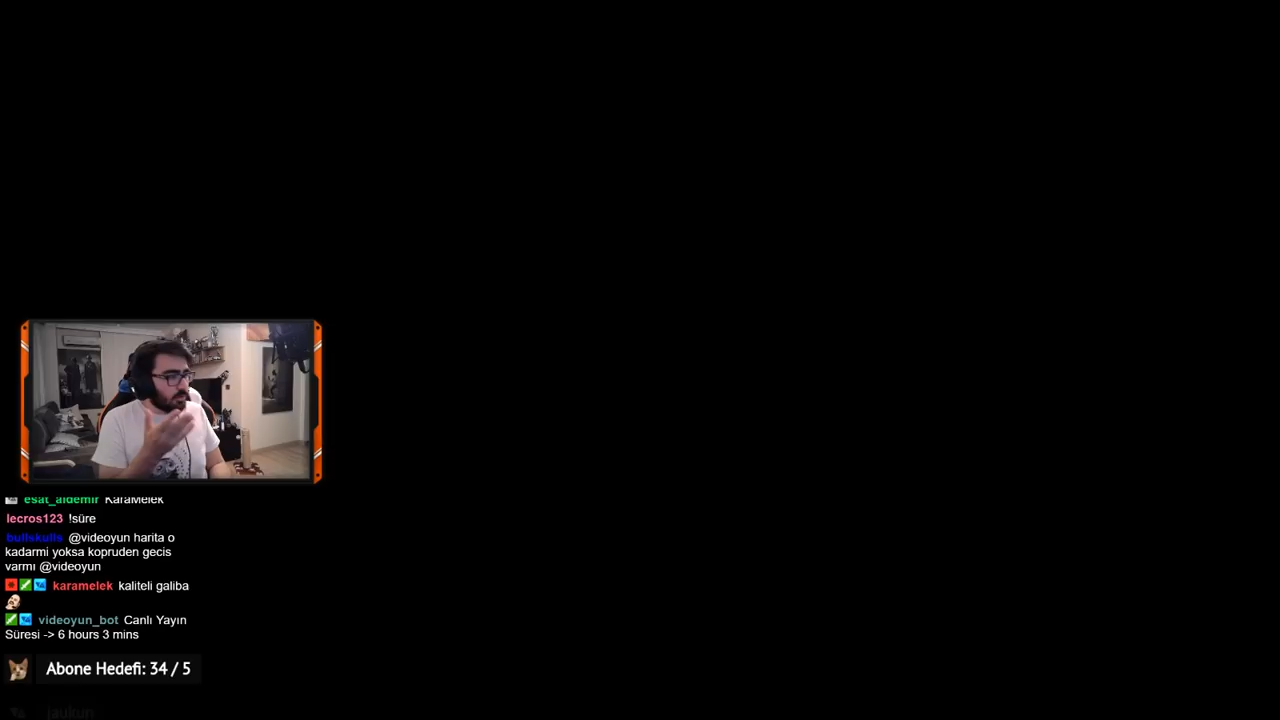 esat_aldemir KaraMelek
lecros123 !süre
bullskulls @videoyun harita o
kadarmi yoksa kopruden gecis
varmı @videoyun
karamelek kaliteli galiba
videoyun_bot Canlı Yayın
Süresi -> 6 hours 3 mins
Abone Hedefi: 34 / 5